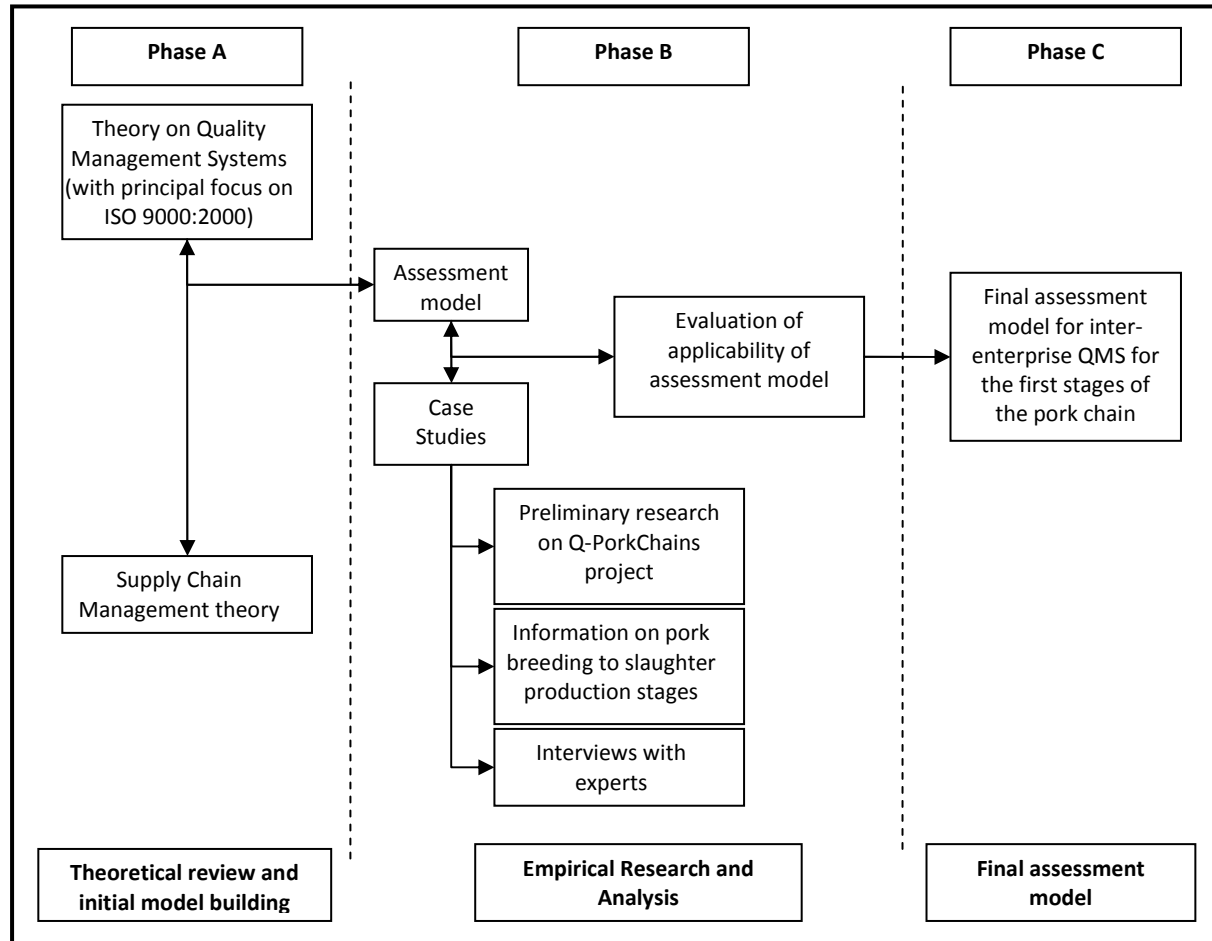 Phase A
Phase B
Phase C
Theory on Quality
Management Systems
(with principal focus on
ISO 9000:2000)
Supply Chain
Management theory
Assessment
model
Case
Studies
Evaluation of
applicability of
assessment model
Preliminary research
on Q-PorkChains
project
Information on pork
breeding to slaughter
production stages
Interviews with
experts
Final assessment
model for inter-
enterprise QMS for
the first stages of
the pork chain
Theoretical review and
initial model building
Empirical Research and
Analysis
Final assessment
model